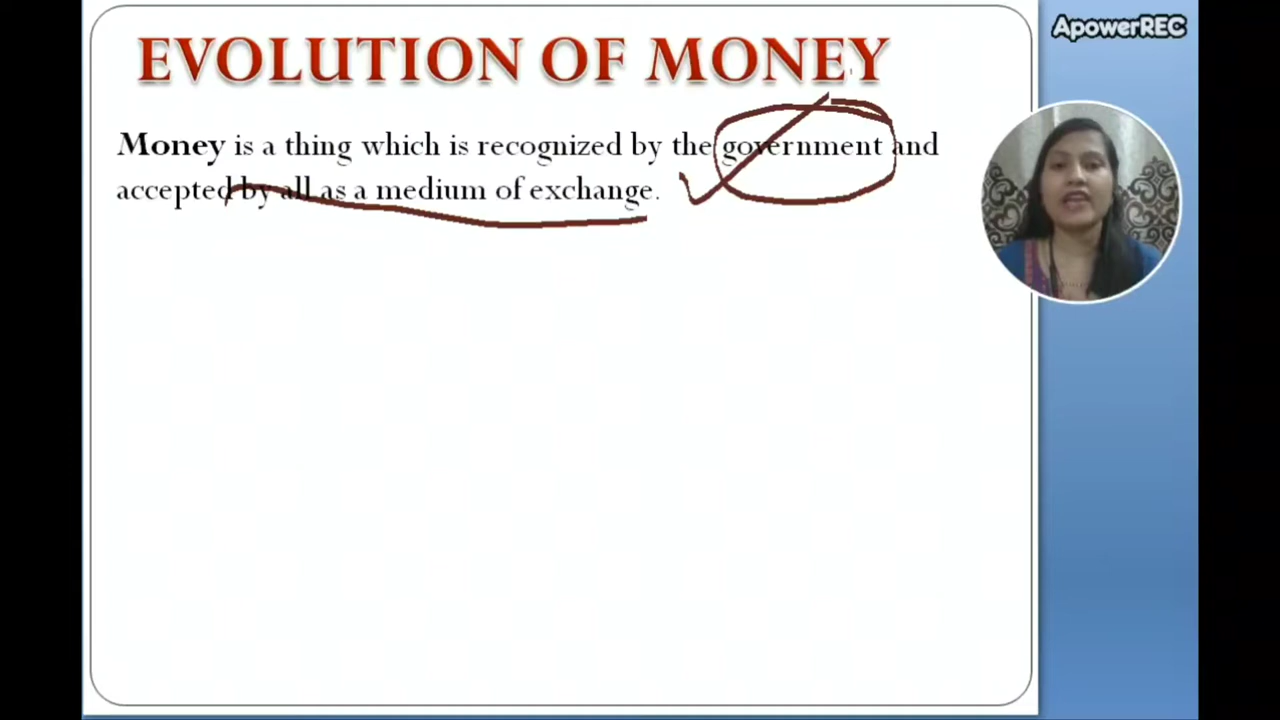 EVOLUTION OF MONEY
ApowerREC
Money is a thing which is recognized by the government and
accepted by all as a medium of exchange.